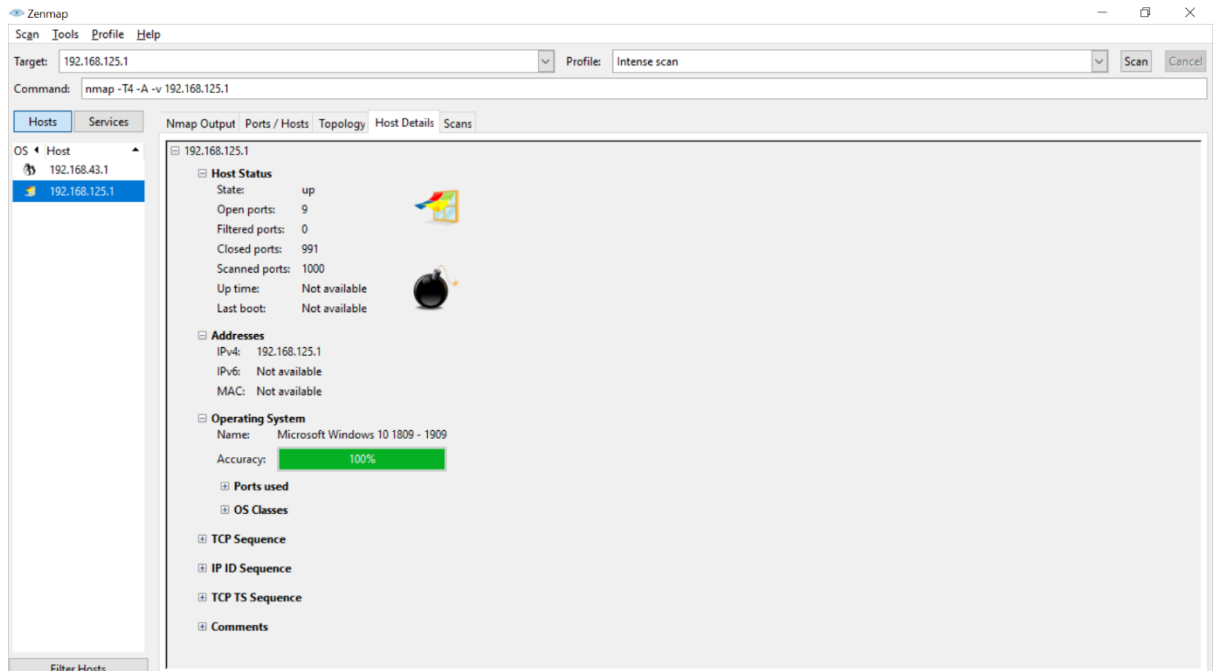 Zenmap
Scan Tools Profile Help
Target: 192.168.125.1 Profile: Intense scan Scan Cancel
Command: nmap -T4 -A -v 192.168.125.1
Hosts Services
Nmap Output Ports / Hosts Topology Host Details Scans
OS Host
192.168.43.1
192.168.125.1
192.168.125.1
Host Status
State: up
Open ports: 9
Filtered ports: 0
Closed ports: 991
Scanned ports: 1000
Up time: Not available
Last boot: Not available
Addresses
IPv4: 192.168.125.1
IPv6: Not available
MAC: Not available
Operating System
Name: Microsoft Windows 10 1809 - 1909
Accuracy: 100%
Ports used
OS Classes
TCP Sequence
IP ID Sequence
TCP TS Sequence
Comments
Filter Hosts